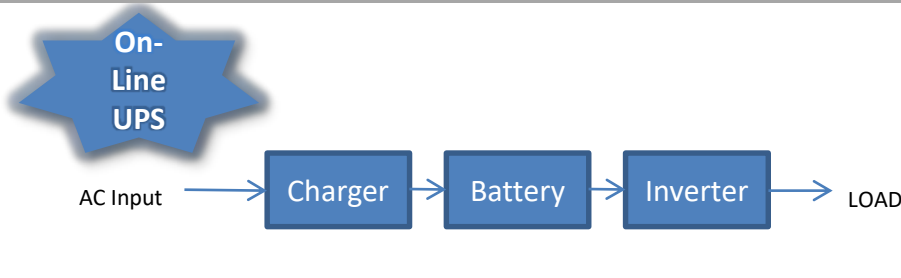 On-
Line
UPS
AC Input
Charger
Battery
Inverter
LOAD